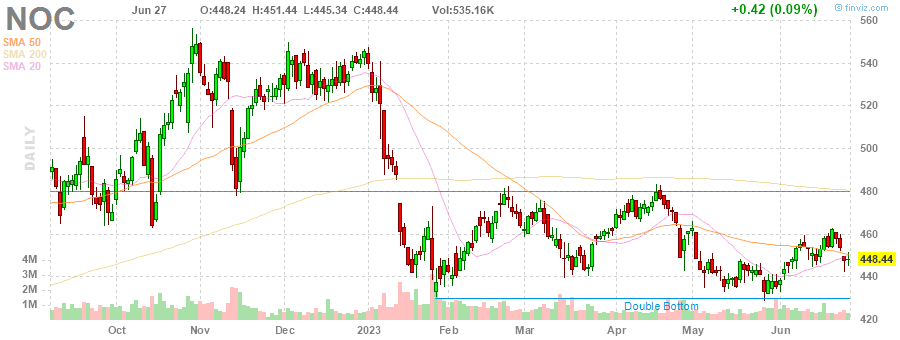 NOC Jun 27 O:448.24 H:451.44 L:445.34 C:448.44 Vol:535.16K +0.42 (0.09%) © finviz.com
SMA 50
SMA 200
SMA 20
DAILY
560
540
520
500
480
460
448.44
440
420
4M
3M
2M
1M
Double Bottom
Oct Nov Dec 2023 Feb Mar Apr May Jun